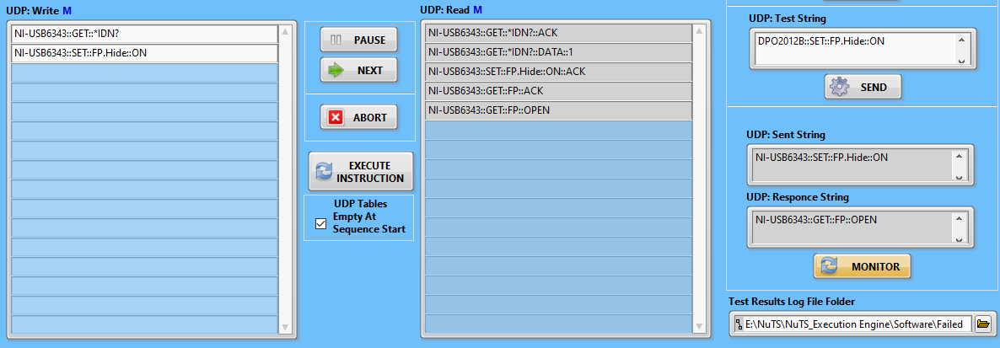 UDP: Write M
NI-USB6343::GET::*IDN?
NI-USB6343::SET::FP.Hide::ON
PAUSE
NEXT
ABORT
EXECUTE
INSTRUCTION
UDP Tables
Empty At
Sequence Start
UDP: Read M
NI-USB6343::GET::*IDN?::ACK
NI-USB6343::GET::*IDN?::DATA::1
NI-USB6343::SET::FP.Hide::ON::ACK
NI-USB6343::GET::FP::ACK
NI-USB6343::GET::FP::OPEN
UDP: Test String
DPO2012B::SET::FP.Hide::ON
SEND
UDP: Sent String
NI-USB6343::SET::FP.Hide::ON
UDP: Responce String
NI-USB6343::GET::FP::OPEN
MONITOR
Test Results Log File Folder
E:\NuTS\NuTS_Execution Engine\Software\Failed